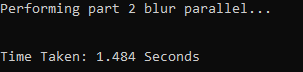 Performing part 2 blur parallel...
Time Taken: 1.484 Seconds